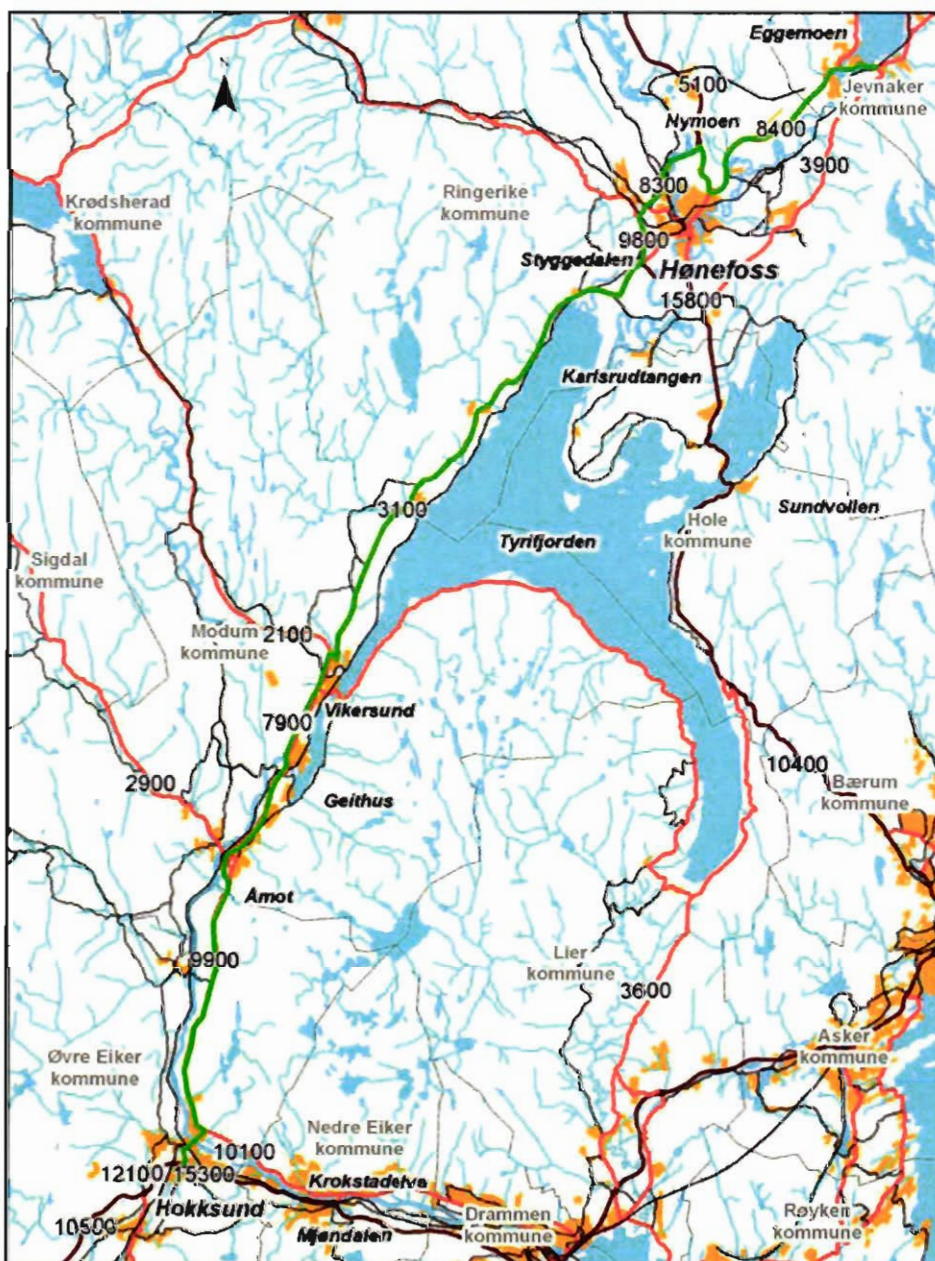 Eggemoen
5100
Jevnaker
kommune
Nymoen
8400
3900
Krødsherad
kommune
Ringerike
kommune
8300
9800
Styggedalen
Hønefoss
15800
Karlsrudtangen
3100
Sundvollen
Hole
kommune
Tyrifjorden
Sigdal
kommune
Modum
kommune
2100
Vikersund
7900
10400
2900
Bærum
kommune
Geithus
Åmot
9900
Lier
kommune
3600
Asker
kommune
Øvre Eiker
kommune
Nedre Eiker
kommune
10100
12100
15300
Krokstadelva
Hokksund
10500
Mjøndalen
Drammen
kommune
Røyken
kommune